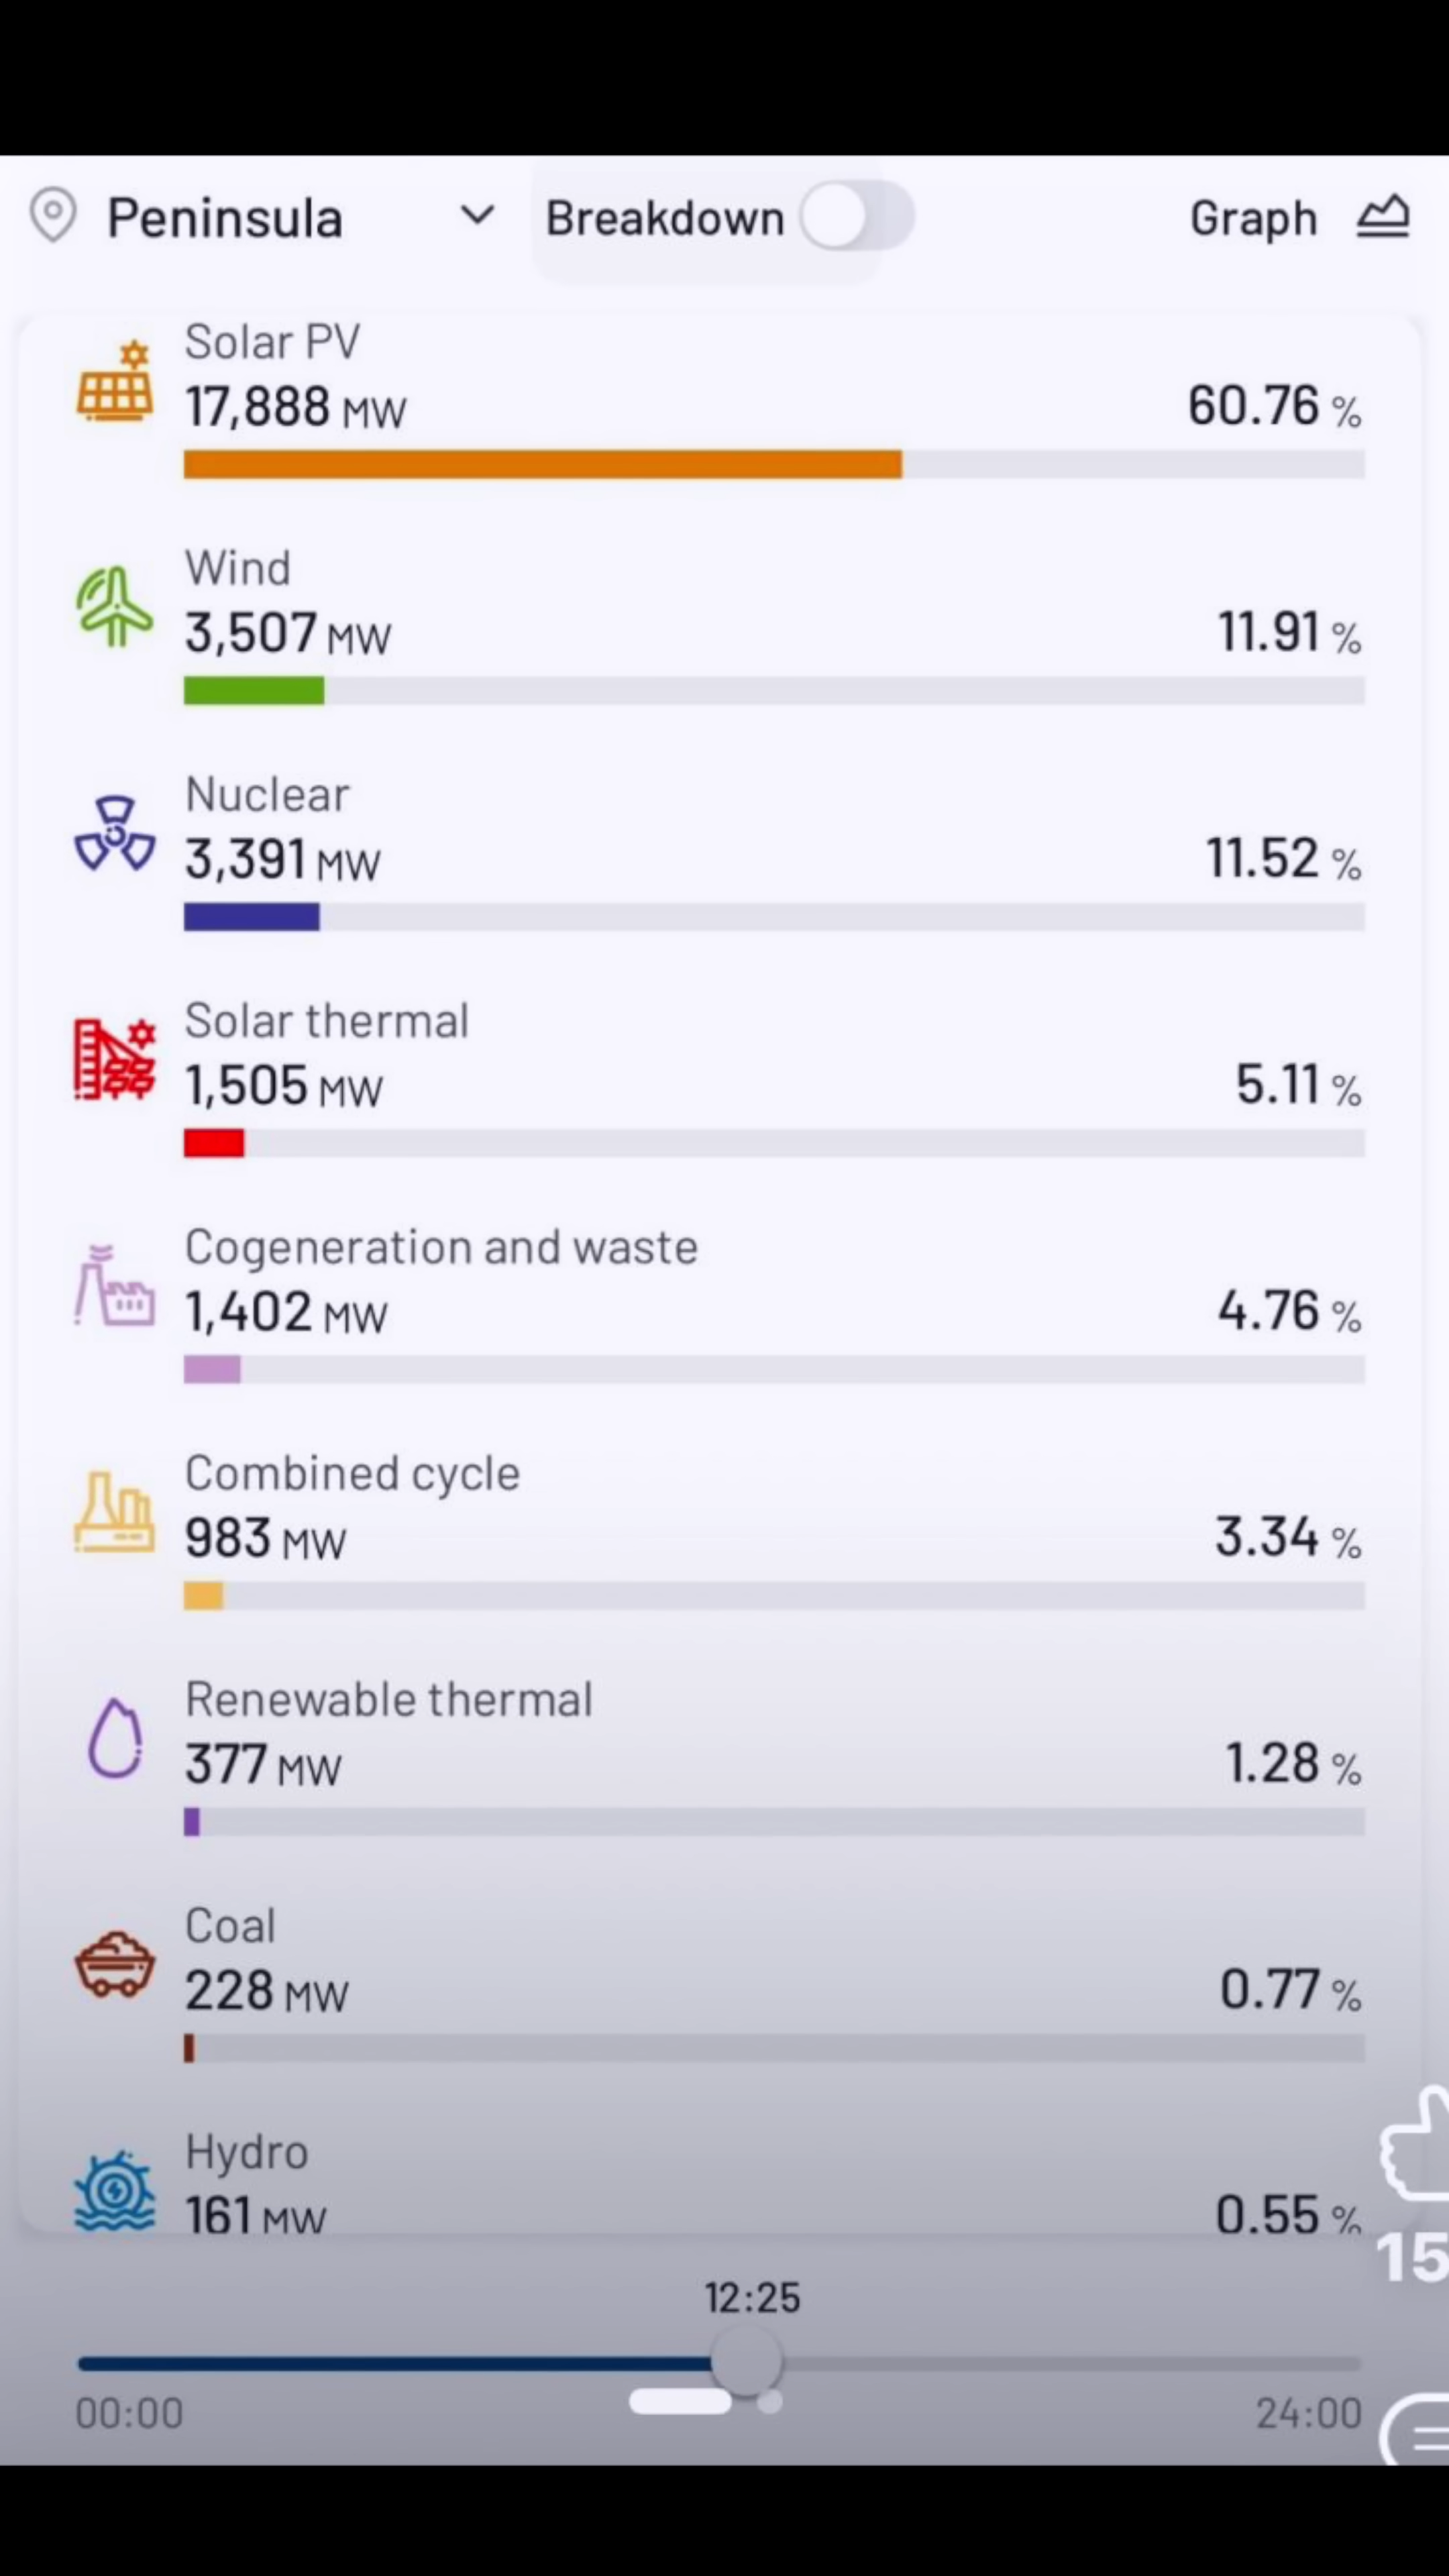 Peninsula Breakdown Graph
Solar PV
17,888 MW 60.76 %
Wind
3,507 MW 11.91 %
Nuclear
3,391 MW 11.52 %
Solar thermal
1,505 MW 5.11 %
Cogeneration and waste
1,402 MW 4.76 %
Combined cycle
983 MW 3.34 %
Renewable thermal
377 MW 1.28 %
Coal
228 MW 0.77 %
Hydro
161 MW 0.55 %
15
12:25
00:00 24:00